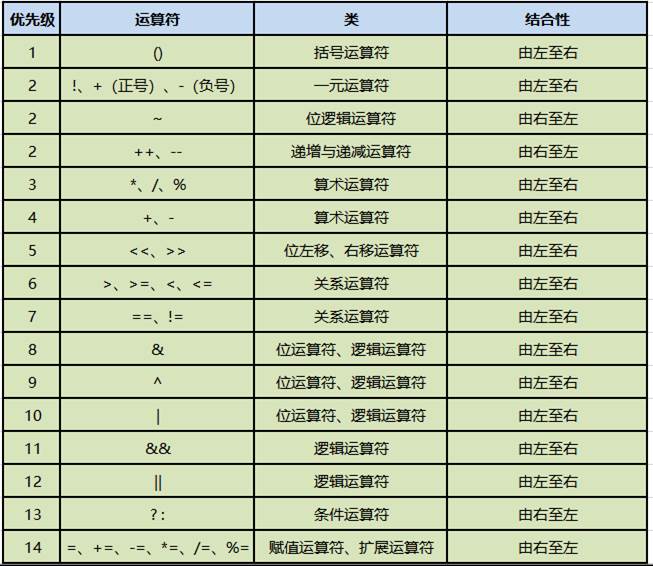 优先级 运算符 类 结合性
1 () 括号运算符 由左至右
2 !、+（正号）、-（负号） 一元运算符 由左至右
2 ~ 位逻辑运算符 由右至左
2 ++、-- 递增与递减运算符 由右至左
3 *、/、% 算术运算符 由左至右
4 +、- 算术运算符 由左至右
5 <<、>> 位左移、右移运算符 由左至右
6 >、>=、<、<= 关系运算符 由左至右
7 ==、!= 关系运算符 由左至右
8 & 位运算符、逻辑运算符 由左至右
9 ^ 位运算符、逻辑运算符 由左至右
10 | 位运算符、逻辑运算符 由左至右
11 && 逻辑运算符 由左至右
12 || 逻辑运算符 由左至右
13 ? : 条件运算符 由右至左
14 =、+=、-=、*=、/=、%= 赋值运算符、扩展运算符 由右至左